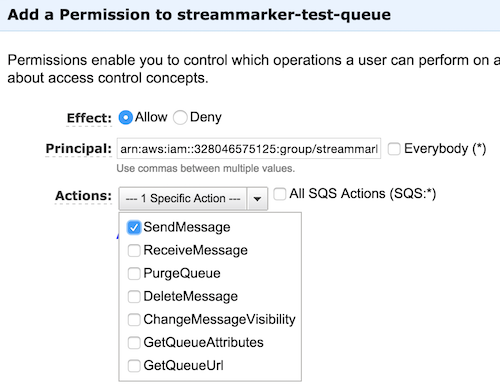 Add a Permission to streammarker-test-queue
Permissions enable you to control which operations a user can perform on a
about access control concepts.
Effect: Allow Deny
Principal: arn:aws:iam::328046575125:group/streammarl Everybody (*)
Use commas between multiple values.
Actions: --- 1 Specific Action --- All SQS Actions (SQS:*)
SendMessage
ReceiveMessage
PurgeQueue
DeleteMessage
ChangeMessageVisibility
GetQueueAttributes
GetQueueUrl